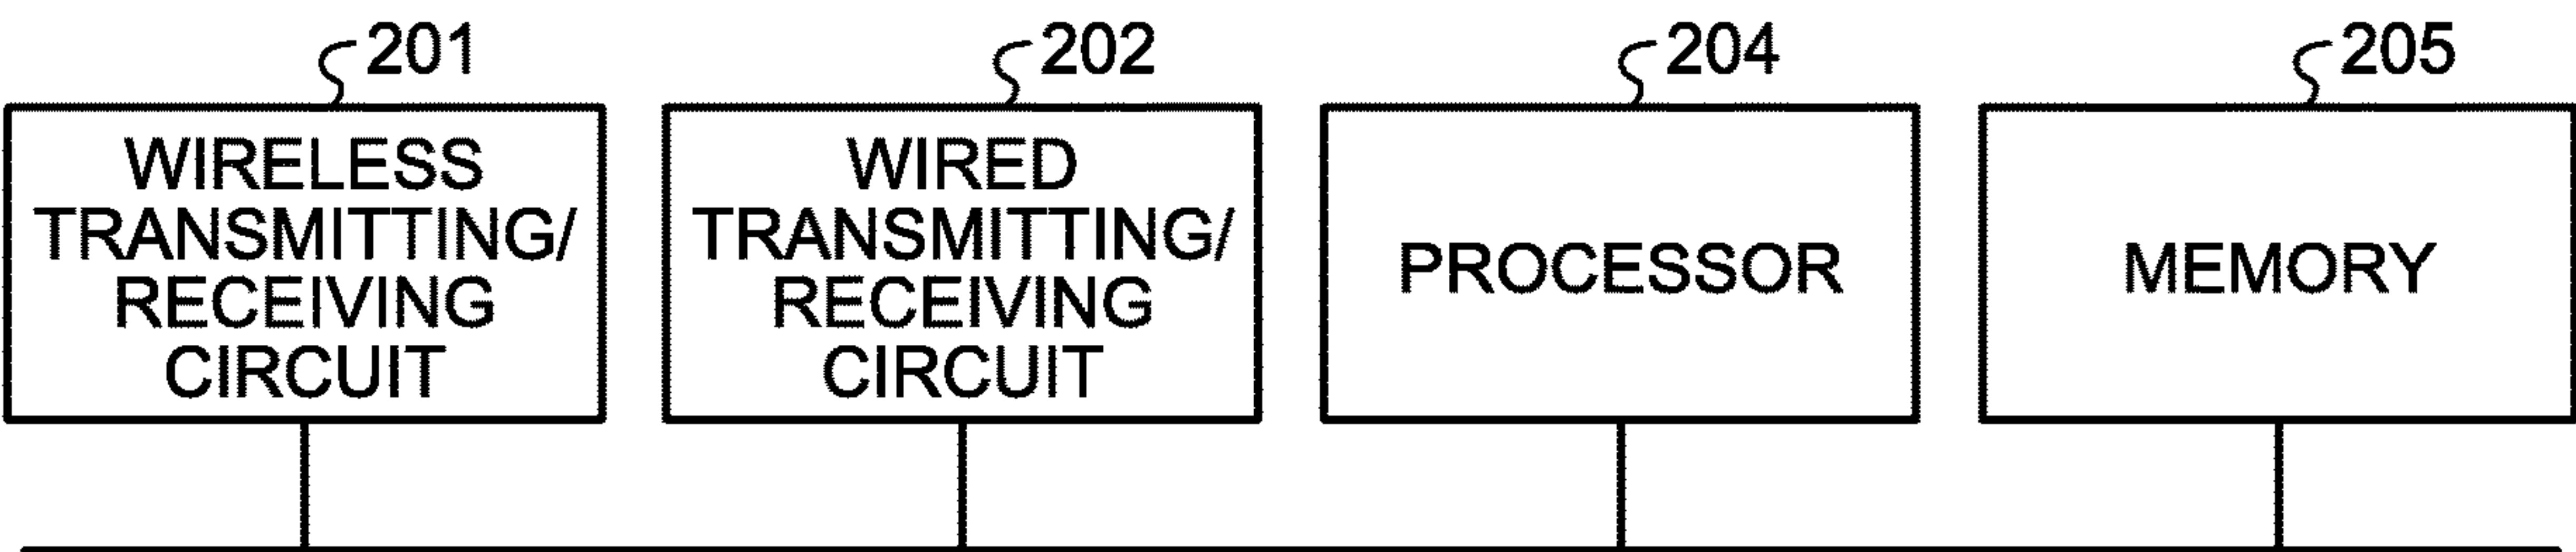 201
202
204
205
WIRELESS
TRANSMITTING/
RECEIVING
CIRCUIT
WIRED
TRANSMITTING/
RECEIVING
CIRCUIT
PROCESSOR
MEMORY